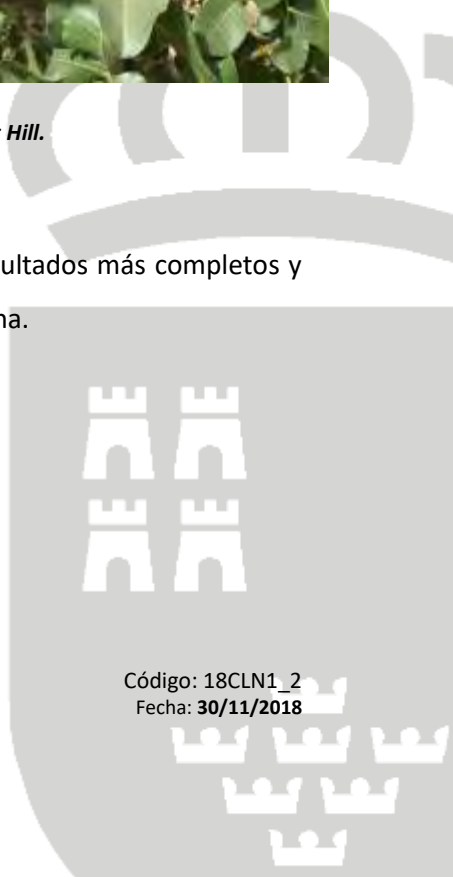 Hill.
ultados más completos y
na.
Código: 18CLN1_2
Fecha: 30/11/2018